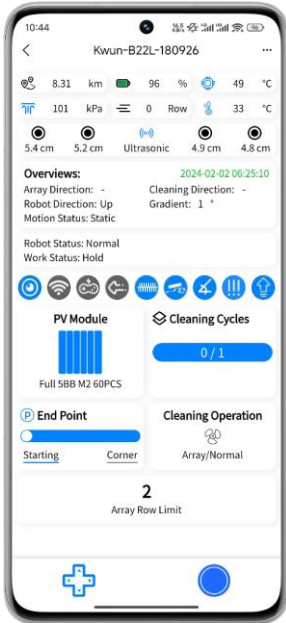 10:44
56
Kwun-B22L-180926
8.31 km 96 % 49 °C
101 kPa 0 Row 33 °C
5.4 cm 5.2 cm Ultrasonic 4.9 cm 4.8 cm
Overviews: 2024-02-02 06:25:10
Array Direction: - Cleaning Direction: -
Robot Direction: Up Gradient: 1 °
Motion Status: Static
Robot Status: Normal
Work Status: Hold
PV Module
Full 5BB M2 60PCS
Cleaning Cycles
0 / 1
P End Point
Starting Corner
Cleaning Operation
Array/Normal
2
Array Row Limit